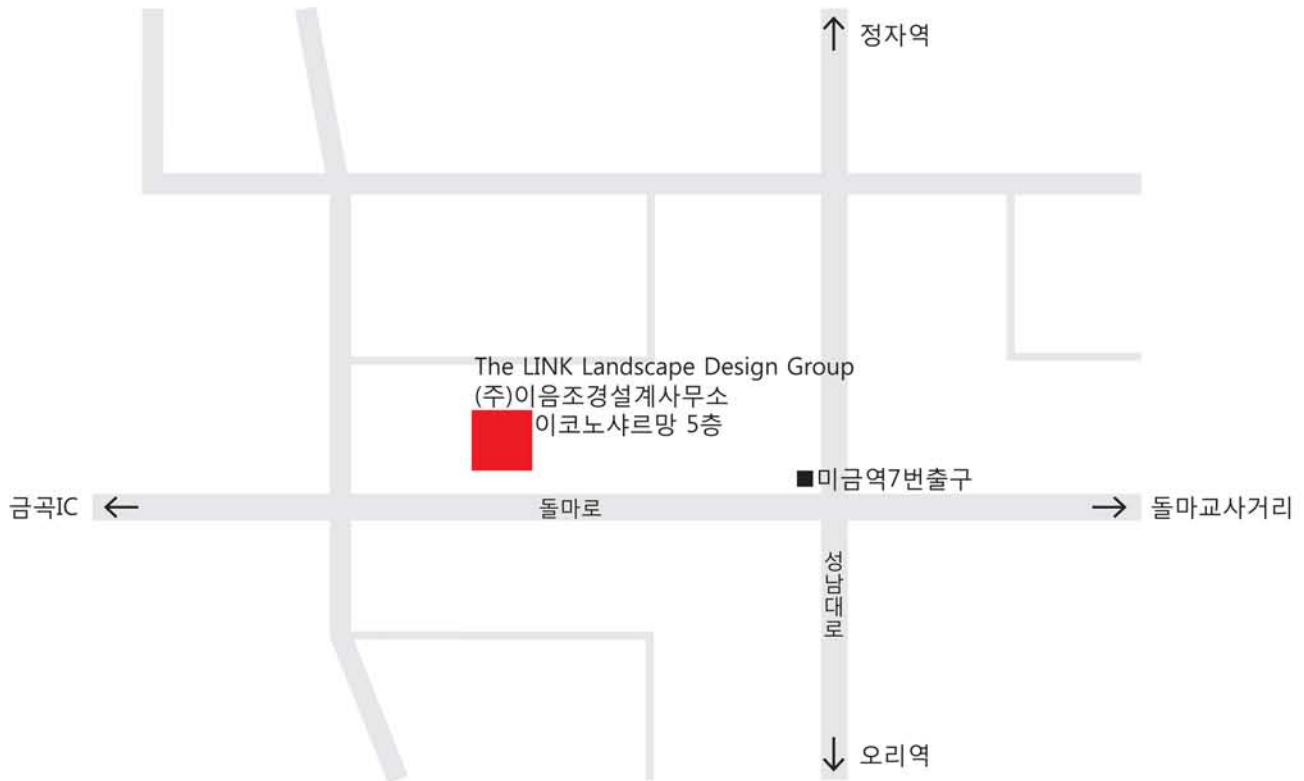 정자역
The LINK Landscape Design Group
(주)이음조경설계사무소
이코노샤르망 5층
미금역7번출구
금곡IC
돌마로
돌마교사거리
성남대로
오리역